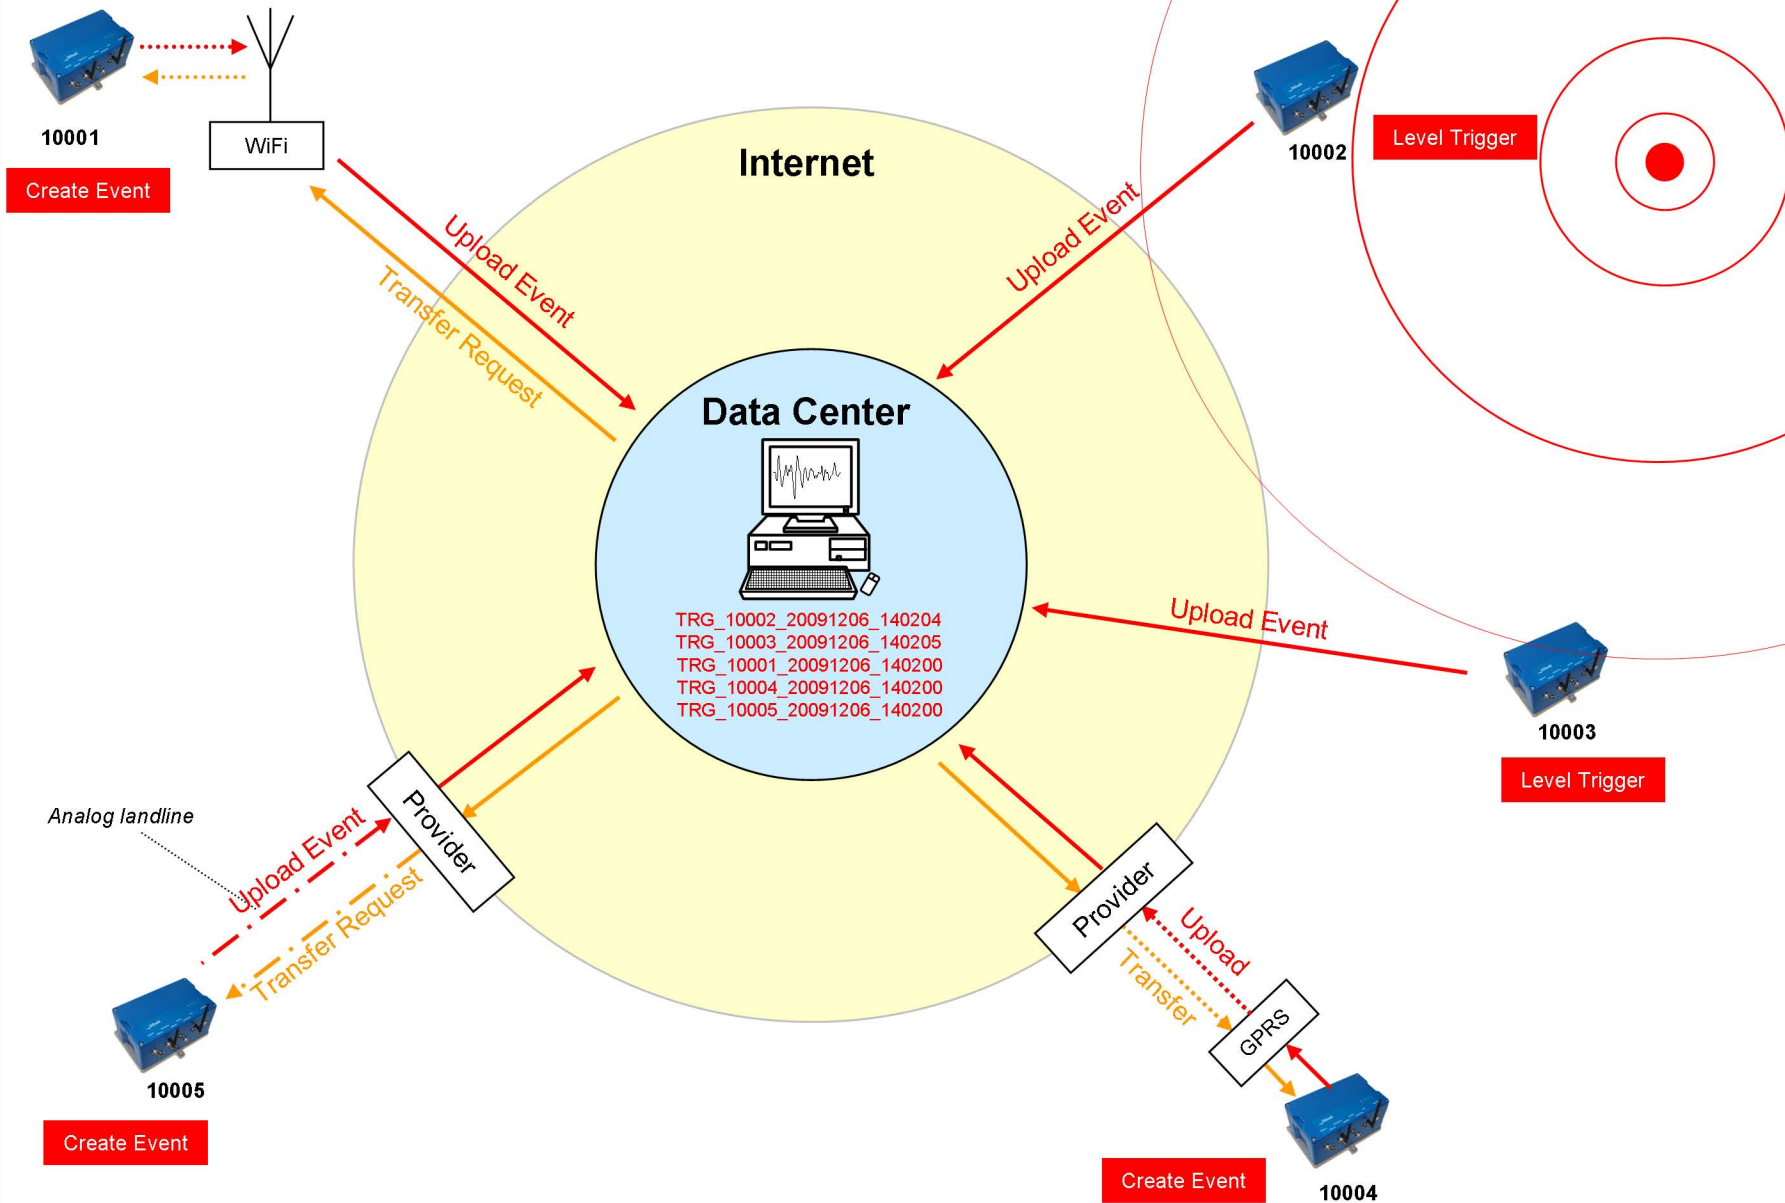 10001
Create Event
WiFi
Internet
10002
Level Trigger
Upload Event
Transfer Request
Upload Event
Data Center
TRG_10002_20091206_140204
TRG_10003_20091206_140205
TRG_10001_20091206_140200
TRG_10004_20091206_140200
TRG_10005_20091206_140200
Upload Event
10003
Level Trigger
Analog landline
Upload Event
Transfer Request
Provider
10005
Create Event
Provider
Upload
Transfer
GPRS
Create Event
10004